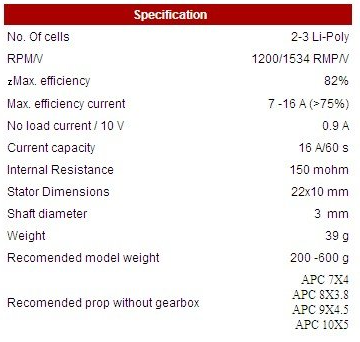 Specification
No. Of cells 2-3 Li-Poly
RPM/V 1200/1534 RMP/V
zMax. efficiency 82%
Max. efficiency current 7 -16 A (>75%)
No load current / 10 V 0.9 A
Current capacity 16 A/60 s
Internal Resistance 150 mohm
Stator Dimensions 22x10 mm
Shaft diameter 3 mm
Weight 39 g
Recomended model weight 200 -600 g
Recomended prop without gearbox APC 7X4
APC 8X3.8
APC 9X4.5
APC 10X5